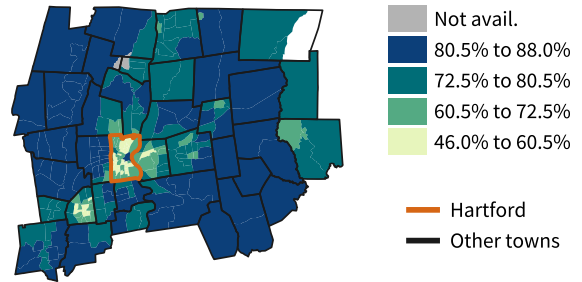 Not avail.
80.5% to 88.0%
72.5% to 80.5%
60.5% to 72.5%
46.0% to 60.5%
Hartford
Other towns